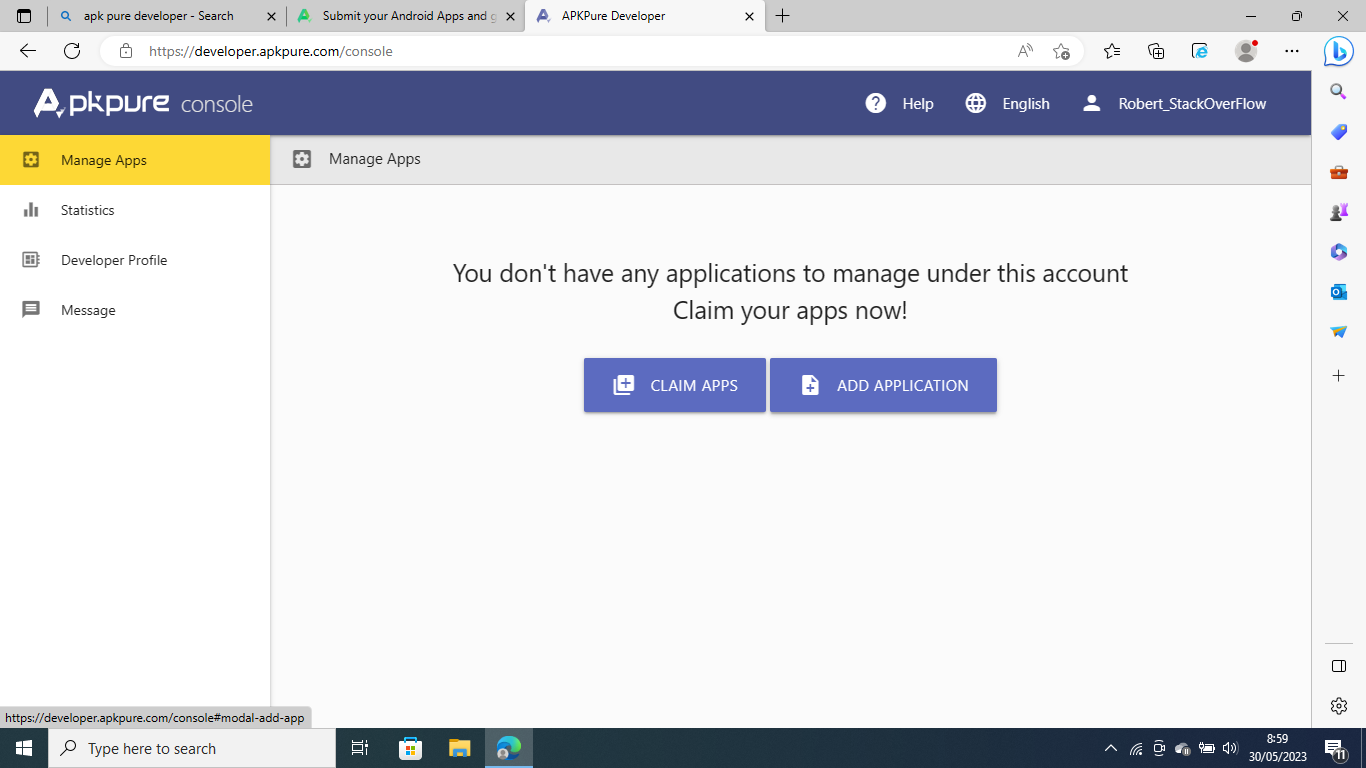 apk pure developer - Search
Submit your Android Apps and g
APKPure Developer
https://developer.apkpure.com/console
Apkpure console
Help
English
Robert_StackOverFlow
Manage Apps
Statistics
Developer Profile
Message
Manage Apps
You don't have any applications to manage under this account
Claim your apps now!
CLAIM APPS
ADD APPLICATION
https://developer.apkpure.com/console#modal-add-app
Type here to search
8:59
30/05/2023
11